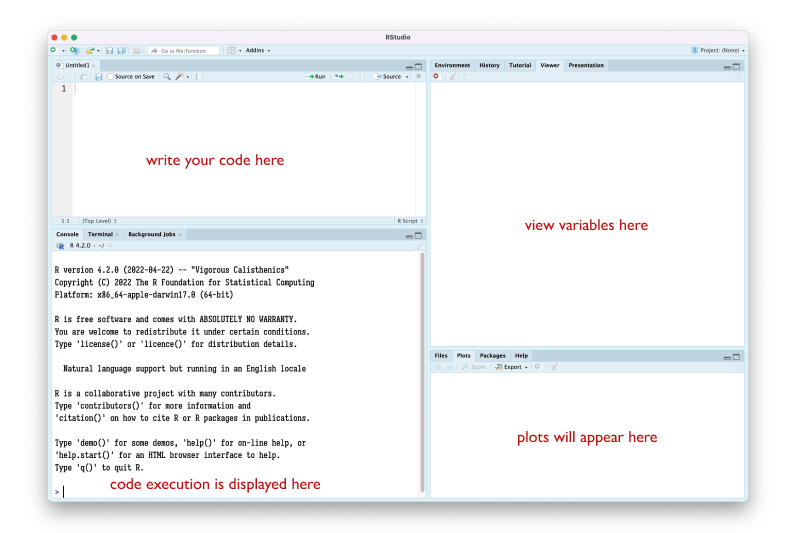 RStudio
Go to file/function
Addins
Project: (None)
Untitled1
Source on Save
Run
Source
1
write your code here
1:1 (Top Level) R Script
Console Terminal Background Jobs
R 4.2.0 · ~/
R version 4.2.0 (2022-04-22) -- "Vigorous Calisthenics"
Copyright (C) 2022 The R Foundation for Statistical Computing
Platform: x86_64-apple-darwin17.0 (64-bit)
R is free software and comes with ABSOLUTELY NO WARRANTY.
You are welcome to redistribute it under certain conditions.
Type 'license()' or 'licence()' for distribution details.
Natural language support but running in an English locale
R is a collaborative project with many contributors.
Type 'contributors()' for more information and
'citation()' on how to cite R or R packages in publications.
Type 'demo()' for some demos, 'help()' for on-line help, or
'help.start()' for an HTML browser interface to help.
Type 'q()' to quit R.
code execution is displayed here
>
Environment History Tutorial Viewer Presentation
view variables here
Files Plots Packages Help
Zoom Export
plots will appear here